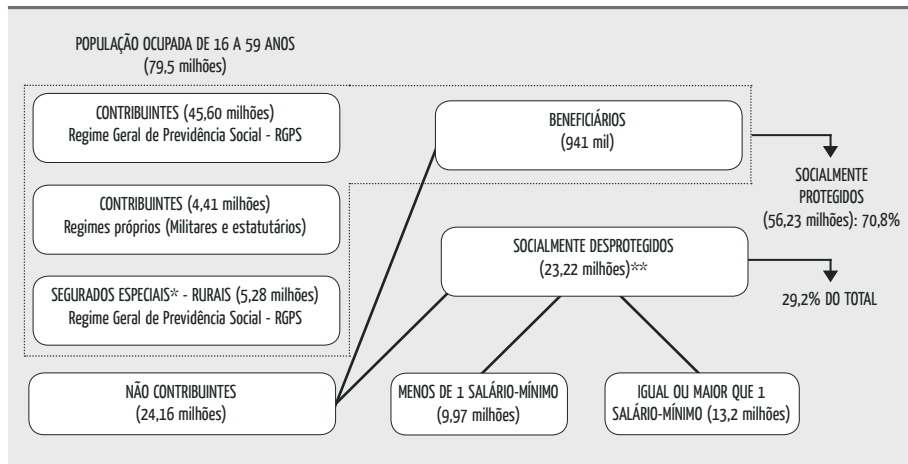 POPULAÇÃO OCUPADA DE 16 A 59 ANOS
(79,5 milhões)
CONTRIBUINTES (45,60 milhões)
Regime Geral de Previdência Social - RGPS
CONTRIBUINTES (4,41 milhões)
Regimes próprios (Militares e estatutários)
SEGURADOS ESPECIAIS* - RURAIS (5,28 milhões)
Regime Geral de Previdência Social - RGPS
NÃO CONTRIBUINTES
(24,16 milhões)
BENEFICIÁRIOS
(941 mil)
SOCIALMENTE DESPROTEGIDOS
(23,22 milhões)**
MENOS DE 1 SALÁRIO-MÍNIMO
(9,97 milhões)
IGUAL OU MAIOR QUE 1
SALÁRIO-MÍNIMO (13,2 milhões)
SOCIALMENTE
PROTEGIDOS
(56,23 milhões): 70,8%
29,2% DO TOTAL